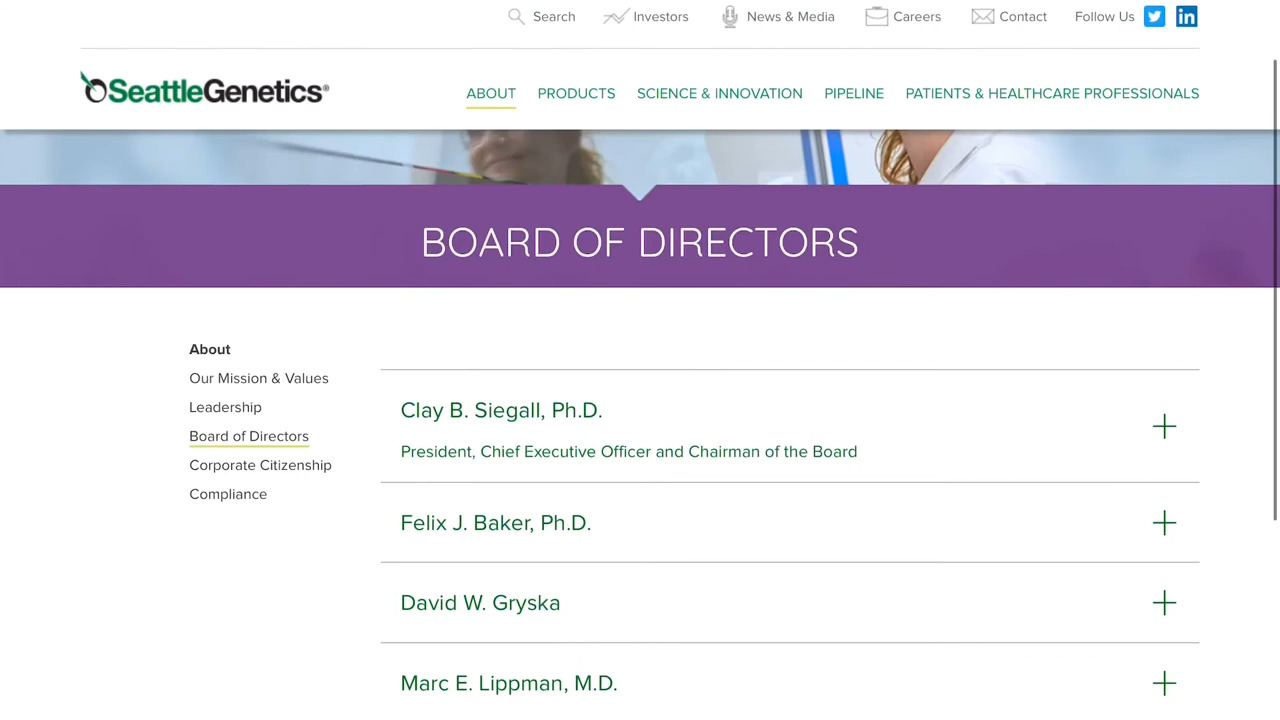 Search
Investors
News & Media
Careers
Contact
Follow Us
SeattleGenetics®
ABOUT
PRODUCTS
SCIENCE & INNOVATION
PIPELINE
PATIENTS & HEALTHCARE PROFESSIONALS
BOARD OF DIRECTORS
About
Our Mission & Values
Leadership
Board of Directors
Corporate Citizenship
Compliance
Clay B. Siegall, Ph.D.
President, Chief Executive Officer and Chairman of the Board
Felix J. Baker, Ph.D.
David W. Gryska
Marc E. Lippman, M.D.